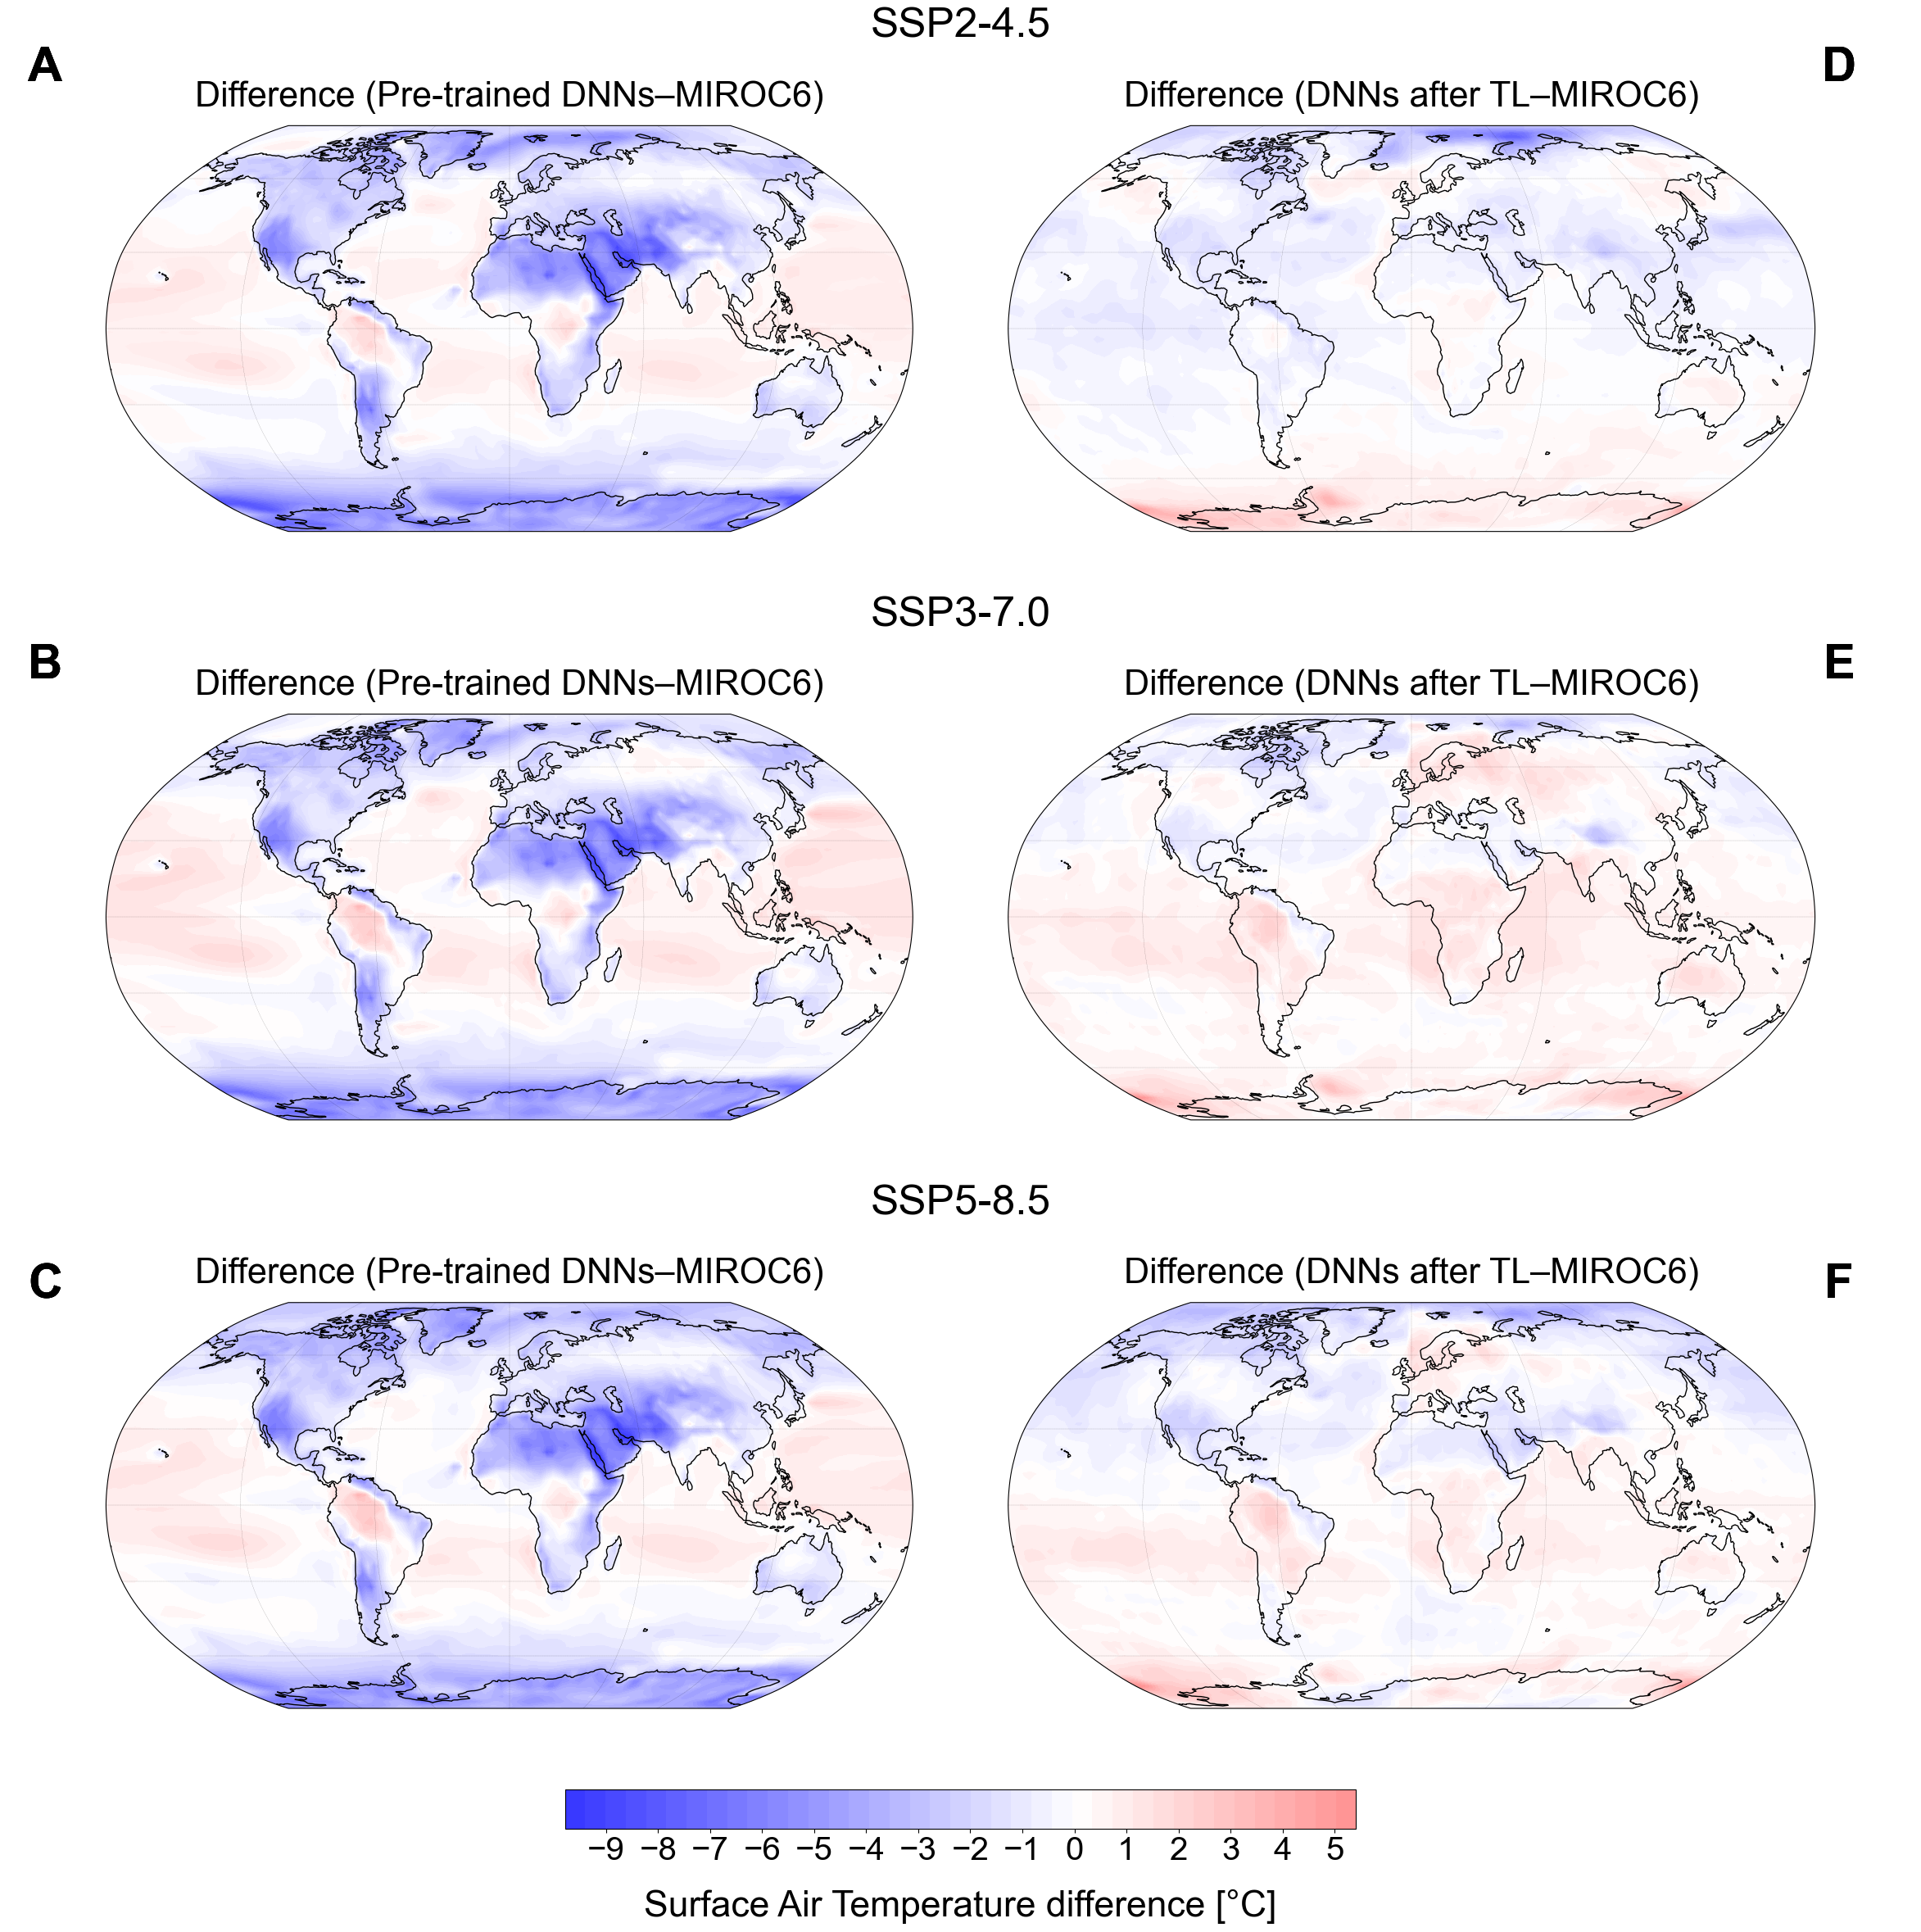 SSP2-4.5
A
D
Difference (Pre-trained DNNs–MIROC6)
Difference (DNNs after TL–MIROC6)
SSP3-7.0
B
E
Difference (Pre-trained DNNs–MIROC6)
Difference (DNNs after TL–MIROC6)
SSP5-8.5
C
F
Difference (Pre-trained DNNs–MIROC6)
Difference (DNNs after TL–MIROC6)
−9 −8 −7 −6 −5 −4 −3 −2 −1 0 1 2 3 4 5
Surface Air Temperature difference [°C]